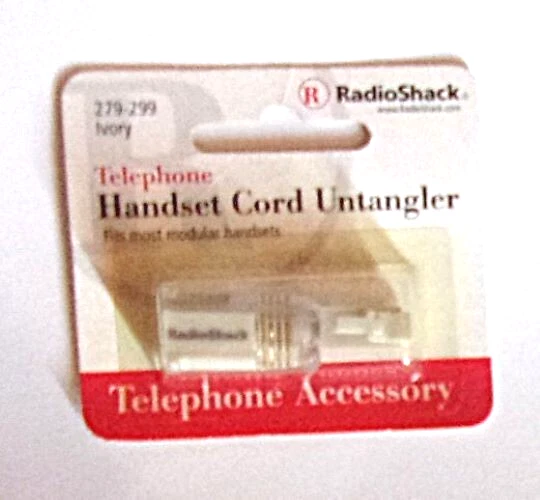 279-299
Ivory
R RadioShack®
www.RadioShack.com
Telephone
Handset Cord Untangler
Fits most modular handsets
RadioShack
Telephone Accessory